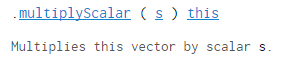 .multiplyScalar ( s ) this
Multiplies this vector by scalar s.